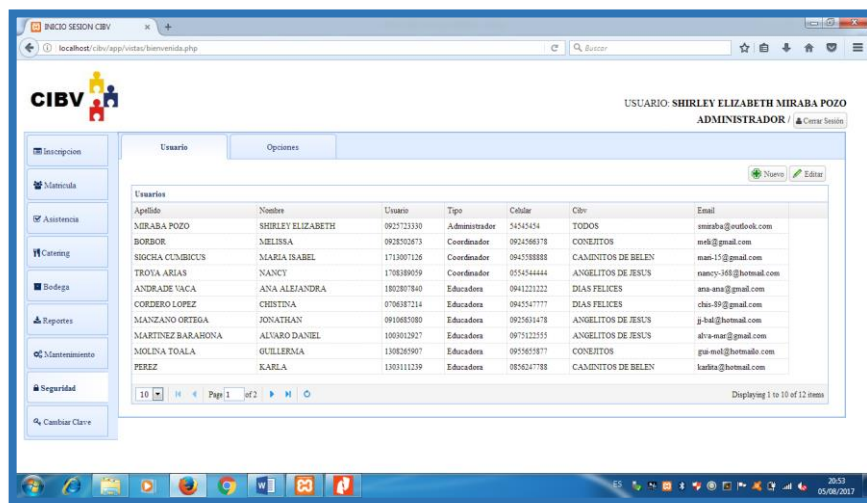 INICIO SESION CIBV
localhost/cibv/app/vistas/bienvenida.php
Buscar
CIBV
USUARIO: SHIRLEY ELIZABETH MIRABA POZO
ADMINISTRADOR / Cerrar Sesión
Inscripcion
Matricula
Asistencia
Catering
Bodega
Reportes
Mantenimiento
Seguridad
Cambiar Clave
Usuario Opciones
Nuevo Editar
Usuarios
Apellido Nombre Usuario Tipo Celular Cibv Email
MIRABA POZO SHIRLEY ELIZABETH 0925723330 Administrador 54545454 TODOS smiraba@outlook.com
BORBOR MELISSA 0928502673 Coordinador 0924566378 CONEJITOS meli@gmail.com
SIGCHA CUMBICUS MARIA ISABEL 1713007126 Coordinador 0945588888 CAMINITOS DE BELEN mari-15@gmail.com
TROYA ARIAS NANCY 1708389059 Coordinador 0554544444 ANGELITOS DE JESUS nancy-368@hotmail.com
ANDRADE VACA ANA ALEJANDRA 1802807840 Educadora 0941221222 DIAS FELICES ana-ana@gmail.com
CORDERO LOPEZ CHISTINA 0706387214 Educadora 0945547777 DIAS FELICES chis-89@gmail.com
MANZANO ORTEGA JONATHAN 0910685080 Educadora 0925631478 ANGELITOS DE JESUS jj-bal@hotmail.com
MARTINEZ BARAHONA ALVARO DANIEL 1003012927 Educadora 0975122555 ANGELITOS DE JESUS alva-mar@gmail.com
MOLINA TOALA GUILLERMA 1308265907 Educadora 0955655877 CONEJITOS gui-mol@hotmailo.com
PEREZ KARLA 1303111239 Educadora 0856247788 CAMINITOS DE BELEN karlita@hotmail.com
10 Page 1 of 2 Displaying 1 to 10 of 12 items
ES 20:53
05/08/2017